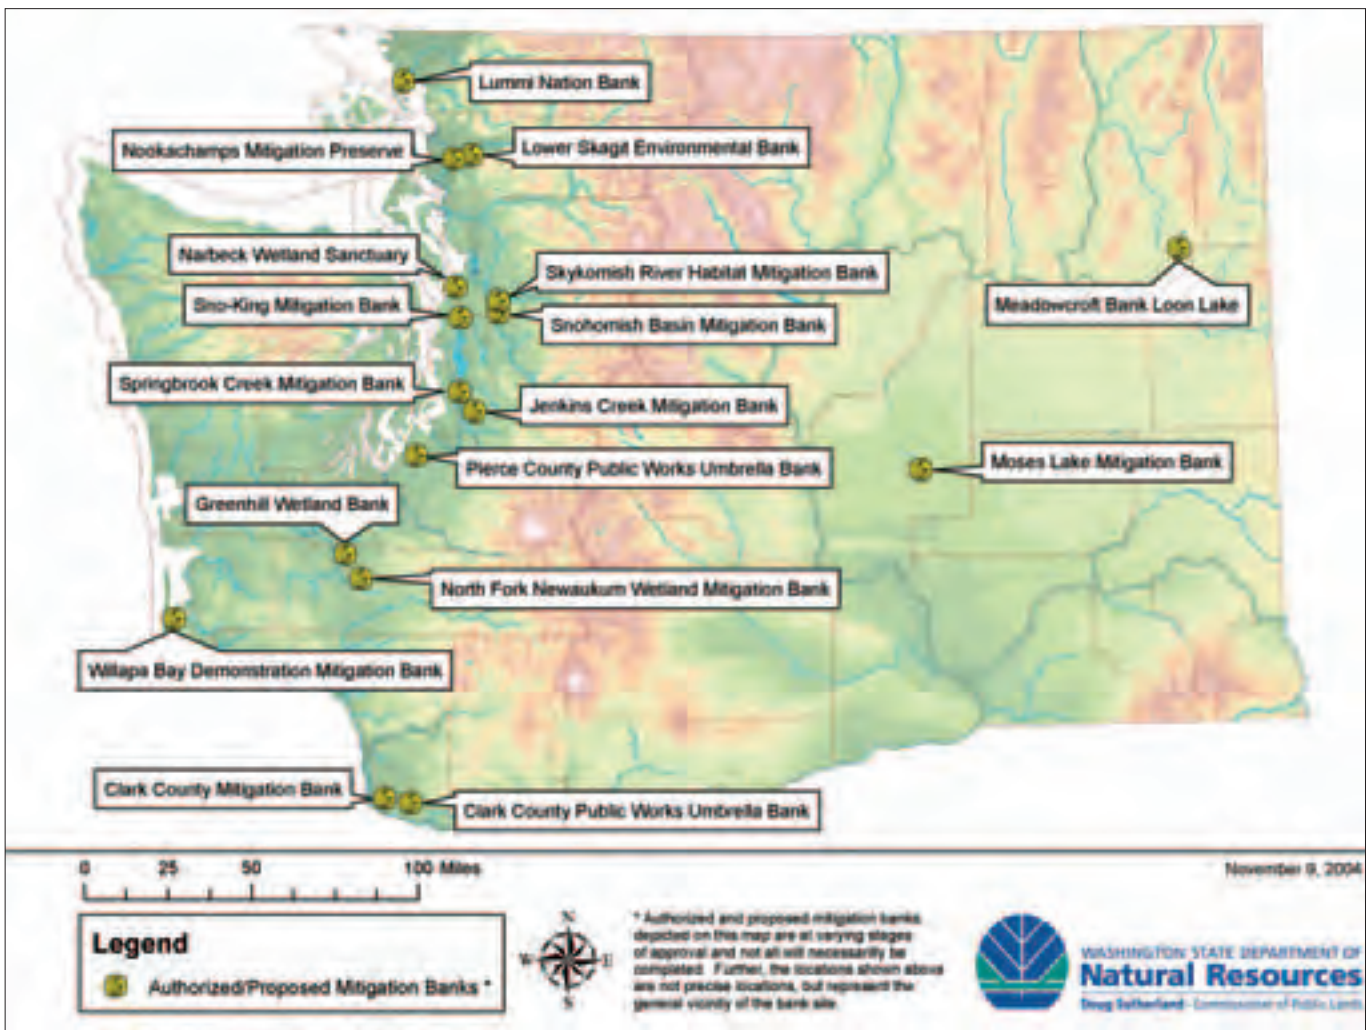 Lummi Nation Bank
Nookachamps Mitigation Preserve
Lower Skagit Environmental Bank
Narbeck Wetland Sanctuary
Skykomish River Habitat Mitigation Bank
Sno-King Mitigation Bank
Snohomish Basin Mitigation Bank
Meadowcroft Bank Loon Lake
Springbrook Creek Mitigation Bank
Jenkins Creek Mitigation Bank
Pierce County Public Works Umbrella Bank
Moses Lake Mitigation Bank
Greenhill Wetland Bank
North Fork Newaukum Wetland Mitigation Bank
Willapa Bay Demonstration Mitigation Bank
Clark County Mitigation Bank
Clark County Public Works Umbrella Bank
0 25 50 100 Miles
November 9, 2004
Legend
Authorized/Proposed Mitigation Banks *
N
W E
S
* Authorized and proposed mitigation banks
depicted on this map are at varying stages
of approval and not all will necessarily be
completed. Further, the locations shown above
are not precise locations, but represent the
general vicinity of the bank site.
WASHINGTON STATE DEPARTMENT OF
Natural Resources
Doug Sutherland - Commissioner of Public Lands